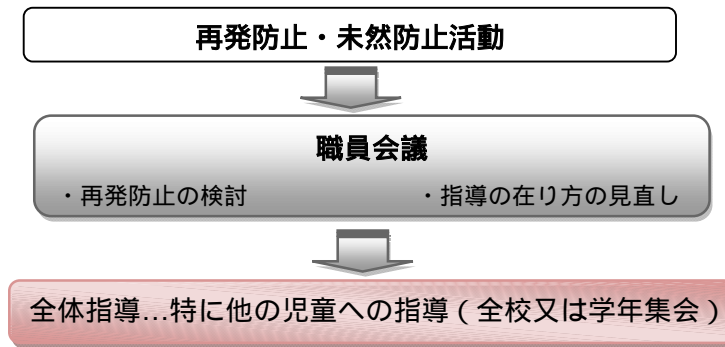 再発防止・未然防止活動
職員会議
・再発防止の検討 ・指導の在り方の見直し
全体指導…特に他の児童への指導（全校又は学年集会）